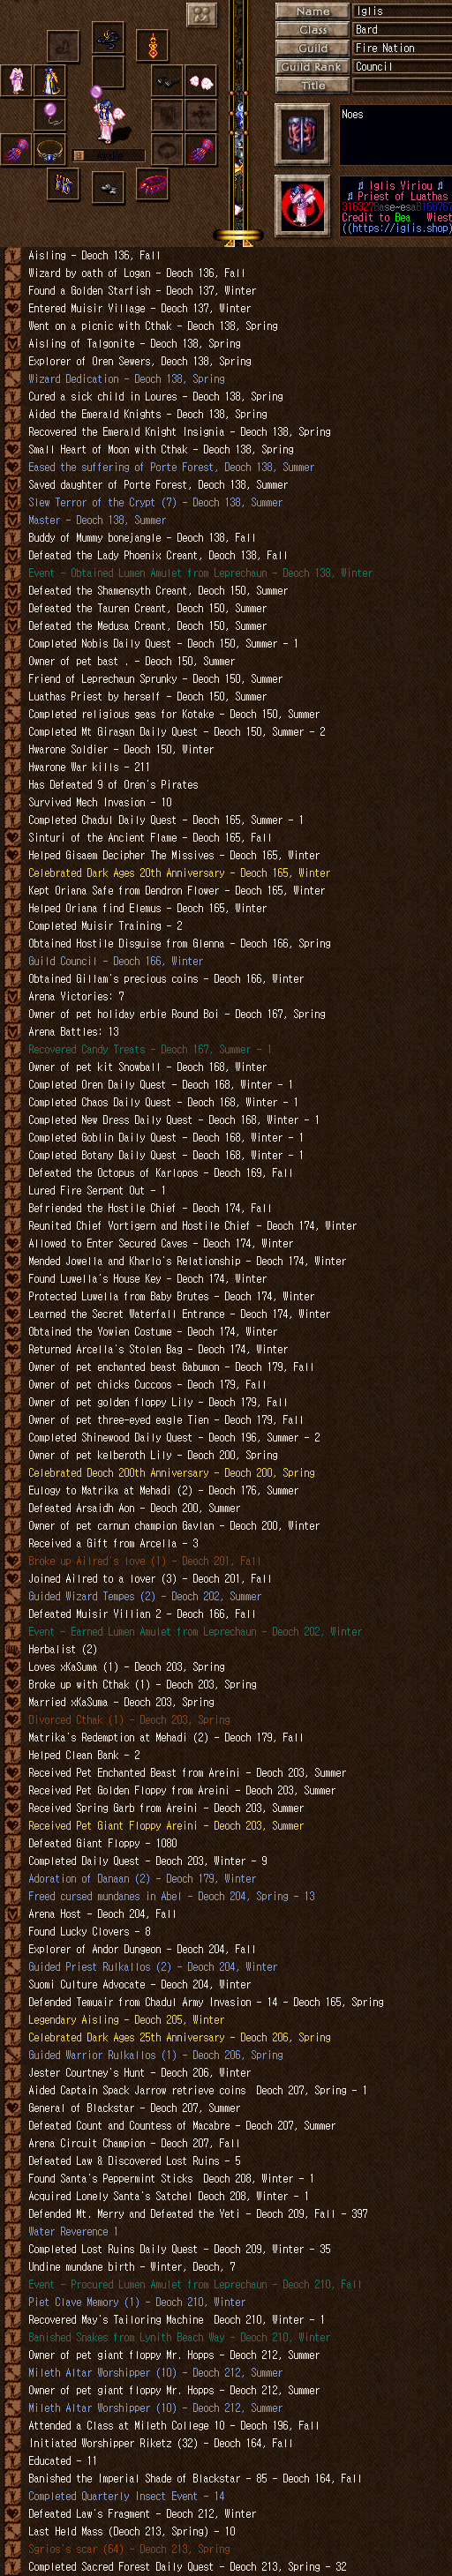 Name Iglis
Class Bard
Guild Fire Nation
Guild Rank Council
Title
Awake
Noes
♬ Iglis Viriou ♬
♬ Priest of Luathas
Credit to Bea Wiest
((https://iglis.shop)
Aisling - Deoch 136, Fall
Wizard by oath of Logan - Deoch 136, Fall
Found a Golden Starfish - Deoch 137, Winter
Entered Muisir Village - Deoch 137, Winter
Went on a picnic with Cthak - Deoch 138, Spring
Aisling of Talgonite - Deoch 138, Spring
Explorer of Oren Sewers, Deoch 138, Spring
Wizard Dedication - Deoch 138, Spring
Cured a sick child in Loures - Deoch 138, Spring
Aided the Emerald Knights - Deoch 138, Spring
Recovered the Emerald Knight Insignia - Deoch 138, Spring
Small Heart of Moon with Cthak - Deoch 138, Spring
Eased the suffering of Porte Forest, Deoch 138, Summer
Saved daughter of Porte Forest, Deoch 138, Summer
Slew Terror of the Crypt (7) - Deoch 138, Summer
Master - Deoch 138, Summer
Buddy of Mummy bonejangle - Deoch 138, Fall
Defeated the Lady Phoenix Creant, Deoch 138, Fall
Event - Obtained Lumen Amulet from Leprechaun - Deoch 138, Winter
Defeated the Shamensyth Creant, Deoch 150, Summer
Defeated the Tauren Creant, Deoch 150, Summer
Defeated the Medusa Creant, Deoch 150, Summer
Completed Nobis Daily Quest - Deoch 150, Summer - 1
Owner of pet bast . - Deoch 150, Summer
Friend of Leprechaun Sprunky - Deoch 150, Summer
Luathas Priest by herself - Deoch 150, Summer
Completed religious geas for Kotake - Deoch 150, Summer
Completed Mt Giragan Daily Quest - Deoch 150, Summer - 2
Hwarone Soldier - Deoch 150, Winter
Hwarone War kills - 211
Has Defeated 9 of Oren's Pirates
Survived Mech Invasion - 10
Completed Chadul Daily Quest - Deoch 165, Summer - 1
Sinturi of the Ancient Flame - Deoch 165, Fall
Helped Gisaem Decipher The Missives - Deoch 165, Winter
Celebrated Dark Ages 20th Anniversary - Deoch 165, Winter
Kept Oriana Safe from Dendron Flower - Deoch 165, Winter
Helped Oriana find Elemus - Deoch 165, Winter
Completed Muisir Training - 2
Obtained Hostile Disguise from Glenna - Deoch 166, Spring
Guild Council - Deoch 166, Winter
Obtained Gillam's precious coins - Deoch 166, Winter
Arena Victories: 7
Owner of pet holiday erbie Round Boi - Deoch 167, Spring
Arena Battles: 13
Recovered Candy Treats - Deoch 167, Summer - 1
Owner of pet kit Snowball - Deoch 168, Winter
Completed Oren Daily Quest - Deoch 168, Winter - 1
Completed Chaos Daily Quest - Deoch 168, Winter - 1
Completed New Dress Daily Quest - Deoch 168, Winter - 1
Completed Goblin Daily Quest - Deoch 168, Winter - 1
Completed Botany Daily Quest - Deoch 168, Winter - 1
Defeated the Octopus of Karlopos - Deoch 169, Fall
Lured Fire Serpent Out - 1
Befriended the Hostile Chief - Deoch 174, Fall
Reunited Chief Vortigern and Hostile Chief - Deoch 174, Winter
Allowed to Enter Secured Caves - Deoch 174, Winter
Mended Jowella and Kharlo's Relationship - Deoch 174, Winter
Found Luwella's House Key - Deoch 174, Winter
Protected Luwella from Baby Brutes - Deoch 174, Winter
Learned the Secret Waterfall Entrance - Deoch 174, Winter
Obtained the Yowien Costume - Deoch 174, Winter
Returned Arcella's Stolen Bag - Deoch 174, Winter
Owner of pet enchanted beast Gabumon - Deoch 179, Fall
Owner of pet chicks Cuccoos - Deoch 179, Fall
Owner of pet golden floppy Lily - Deoch 179, Fall
Owner of pet three-eyed eagle Tien - Deoch 179, Fall
Completed Shinewood Daily Quest - Deoch 196, Summer - 2
Owner of pet kelberoth Lily - Deoch 200, Spring
Celebrated Deoch 200th Anniversary - Deoch 200, Spring
Eulogy to Matrika at Mehadi (2) - Deoch 176, Summer
Defeated Arsaidh Aon - Deoch 200, Summer
Owner of pet carnun champion Gavlan - Deoch 200, Winter
Received a Gift from Arcella - 3
Broke up Ailred's love (1) - Deoch 201, Fall
Joined Ailred to a lover (3) - Deoch 201, Fall
Guided Wizard Tempes (2) - Deoch 202, Summer
Defeated Muisir Villian 2 - Deoch 166, Fall
Event - Earned Lumen Amulet from Leprechaun - Deoch 202, Winter
Herbalist (2)
Loves xKaSuma (1) - Deoch 203, Spring
Broke up with Cthak (1) - Deoch 203, Spring
Married xKaSuma - Deoch 203, Spring
Divorced Cthak (1) - Deoch 203, Spring
Matrika's Redemption at Mehadi (2) - Deoch 179, Fall
Helped Clean Bank - 2
Received Pet Enchanted Beast from Areini - Deoch 203, Summer
Received Pet Golden Floppy from Areini - Deoch 203, Summer
Received Spring Garb from Areini - Deoch 203, Summer
Received Pet Giant Floppy Areini - Deoch 203, Summer
Defeated Giant Floppy - 1080
Completed Daily Quest - Deoch 203, Winter - 9
Adoration of Danaan (2) - Deoch 179, Winter
Freed cursed mundanes in Abel - Deoch 204, Spring - 13
Arena Host - Deoch 204, Fall
Found Lucky Clovers - 8
Explorer of Andor Dungeon - Deoch 204, Fall
Guided Priest Rulkallos (2) - Deoch 204, Winter
Suomi Culture Advocate - Deoch 204, Winter
Defended Temuair from Chadul Army Invasion - 14 - Deoch 165, Spring
Legendary Aisling - Deoch 205, Winter
Celebrated Dark Ages 25th Anniversary - Deoch 206, Spring
Guided Warrior Rulkallos (1) - Deoch 206, Spring
Jester Courtney's Hunt - Deoch 206, Winter
Aided Captain Spack Jarrow retrieve coins  Deoch 207, Spring - 1
General of Blackstar - Deoch 207, Summer
Defeated Count and Countess of Macabre - Deoch 207, Summer
Arena Circuit Champion - Deoch 207, Fall
Defeated Law & Discovered Lost Ruins - 5
Found Santa's Peppermint Sticks  Deoch 208, Winter - 1
Acquired Lonely Santa's Satchel Deoch 208, Winter - 1
Defended Mt. Merry and Defeated the Yeti - Deoch 209, Fall - 397
Water Reverence 1
Completed Lost Ruins Daily Quest - Deoch 209, Winter - 35
Undine mundane birth - Winter, Deoch, 7
Event - Procured Lumen Amulet from Leprechaun - Deoch 210, Fall
Piet Clave Memory (1) - Deoch 210, Winter
Recovered May's Tailoring Machine  Deoch 210, Winter - 1
Banished Snakes from Lynith Beach Way - Deoch 210, Winter
Owner of pet giant floppy Mr. Hopps - Deoch 212, Summer
Mileth Altar Worshipper (10) - Deoch 212, Summer
Owner of pet giant floppy Mr. Hopps - Deoch 212, Summer
Mileth Altar Worshipper (10) - Deoch 212, Summer
Attended a Class at Mileth College 10 - Deoch 196, Fall
Initiated Worshipper Riketz (32) - Deoch 164, Fall
Educated - 11
Banished the Imperial Shade of Blackstar - 85 - Deoch 164, Fall
Completed Quarterly Insect Event - 14
Defeated Law's Fragment - Deoch 212, Winter
Last Held Mass (Deoch 213, Spring) - 10
Sgrios's scar (64) - Deoch 213, Spring
Completed Sacred Forest Daily Quest - Deoch 213, Spring - 32